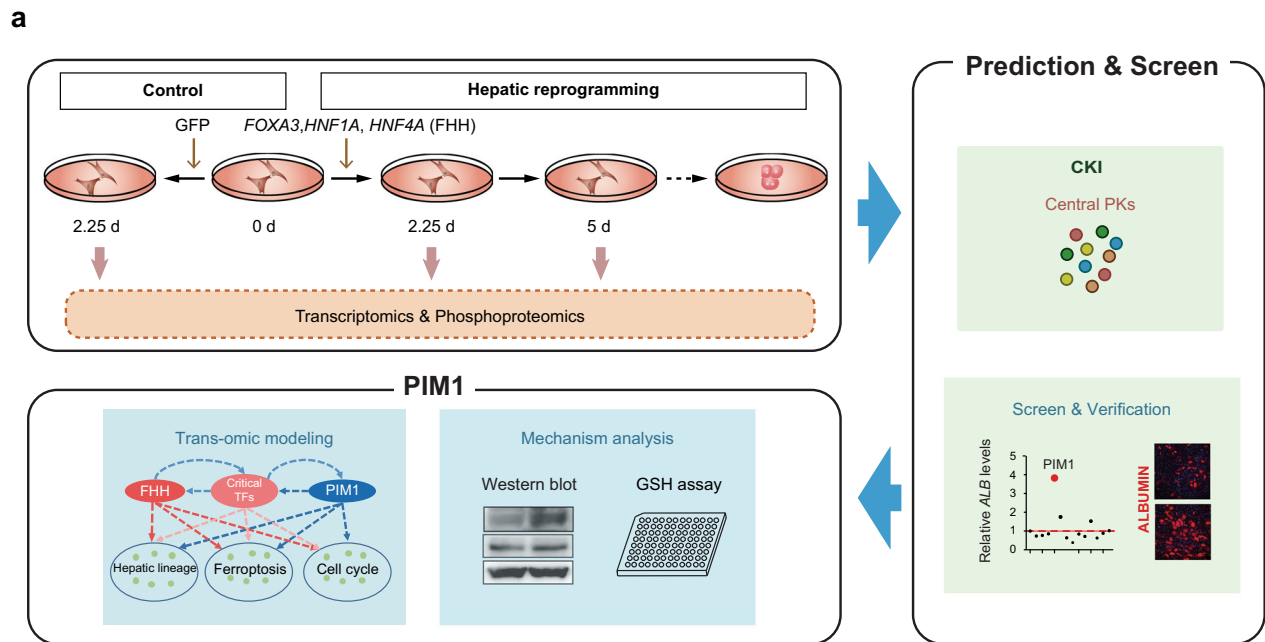 a
Control
Hepatic reprogramming
GFP
FOXA3,HNF1A, HNF4A (FHH)
2.25 d
0 d
2.25 d
5 d
Transcriptomics & Phosphoproteomics
Prediction & Screen
CKI
Central PKs
Screen & Verification
Relative ALB levels
5
4
3
2
1
0
PIM1
ALBUMIN
PIM1
Trans-omic modeling
FHH
Critical
TFs
PIM1
Hepatic lineage
Ferroptosis
Cell cycle
Mechanism analysis
Western blot
GSH assay